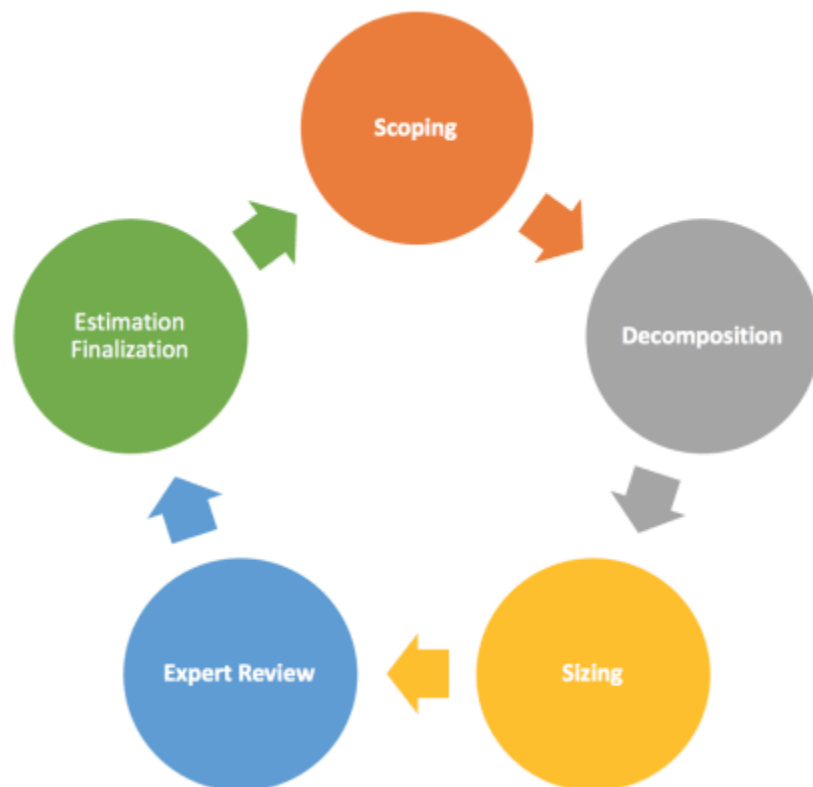 Scoping
Decomposition
Sizing
Expert Review
Estimation
Finalization